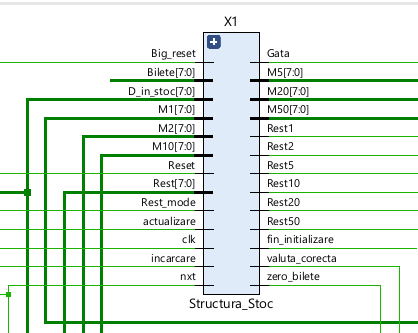 X1
Big_reset
Bilete[7:0]
D_in_stoc[7:0]
M1[7:0]
M2[7:0]
M10[7:0]
Reset
Rest[7:0]
Rest_mode
actualizare
clk
incarcare
nxt
Gata
M5[7:0]
M20[7:0]
M50[7:0]
Rest1
Rest2
Rest5
Rest10
Rest20
Rest50
fin_initializare
valuta_corecta
zero_bilete
Structura_Stoc